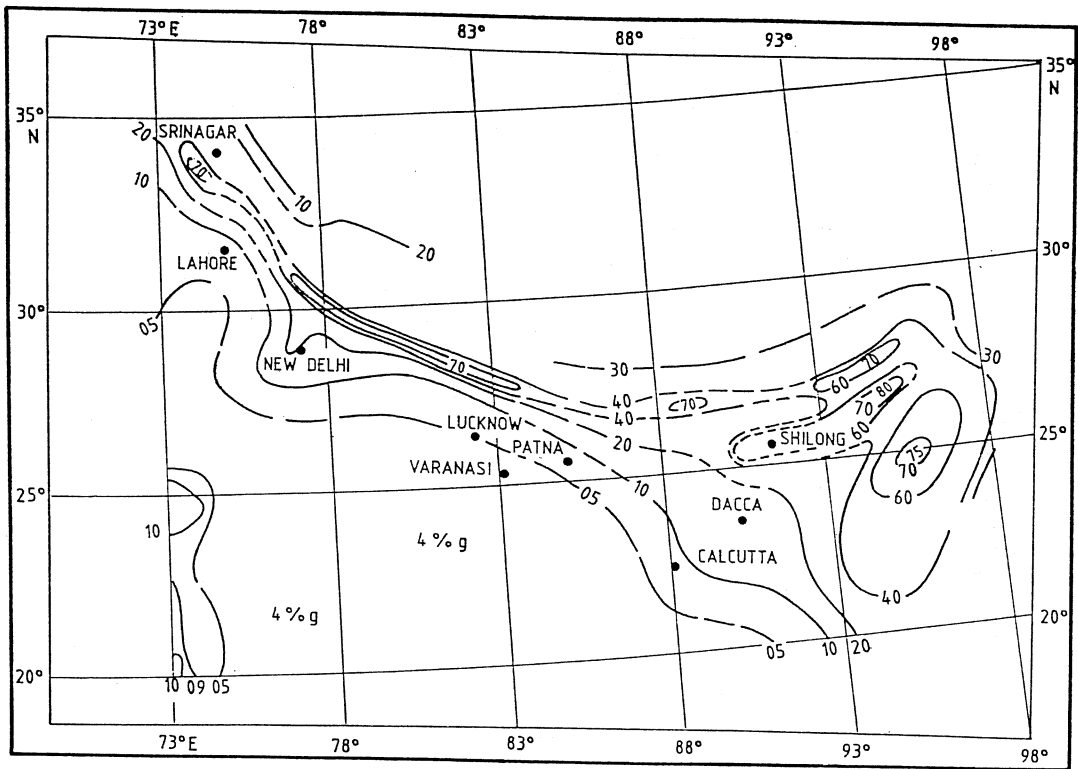 73°E 78° 83° 88° 93° 98°
35° N
35° N
20 SRINAGAR
70
10
10
LAHORE
20
30°
30°
05
NEW DELHI
70
30
30
40
60 70
40 70
80
LUCKNOW 20
70
PATNA
SHILONG 60
25°
VARANASI
75
70
05 10
60
25°
10
DACCA
4% g
CALCUTTA
40
4% g
20°
05 10 20
20°
10 09 05
73°E 78° 83° 88° 93° 98°